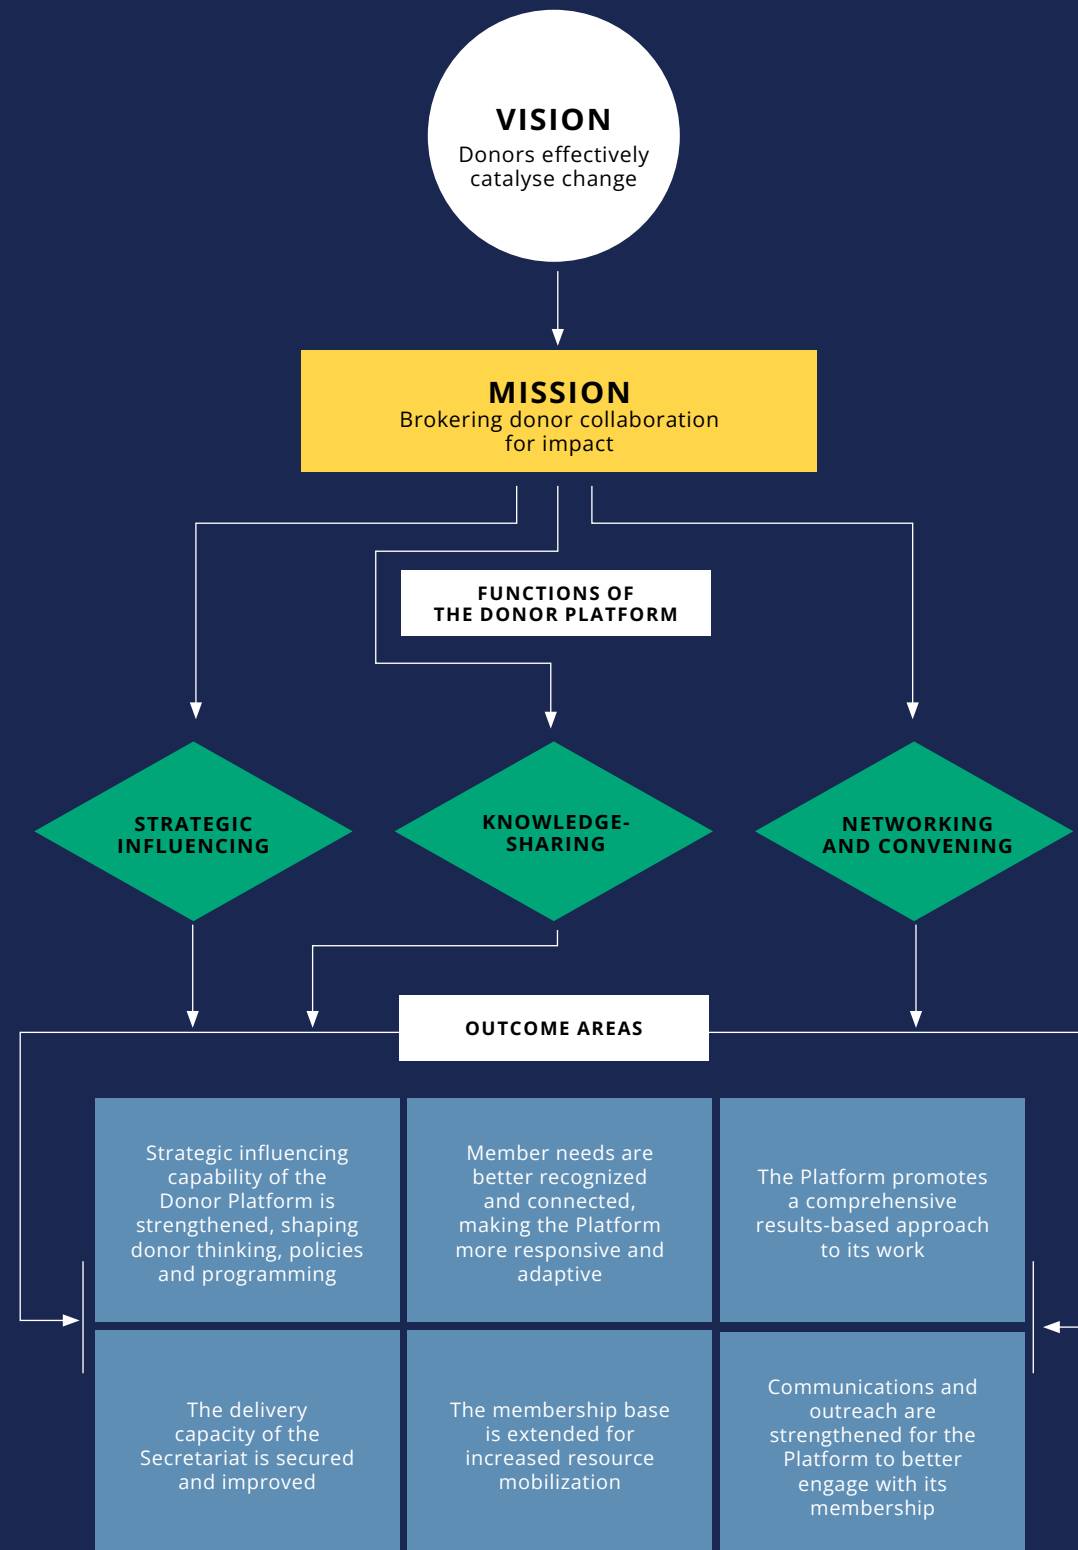 VISION
Donors effectively
catalyse change
MISSION
Brokering donor collaboration
for impact
FUNCTIONS OF
THE DONOR PLATFORM
STRATEGIC
INFLUENCING
KNOWLEDGE-
SHARING
NETWORKING
AND CONVENING
OUTCOME AREAS
Strategic influencing
capability of the
Donor Platform is
strengthened, shaping
donor thinking, policies
and programming
Member needs are
better recognized
and connected,
making the Platform
more responsive and
adaptive
The Platform promotes
a comprehensive
results-based approach
to its work
The delivery
capacity of the
Secretariat is secured
and improved
The membership base
is extended for
increased resource
mobilization
Communications and
outreach are
strengthened for the
Platform to better
engage with its
membership